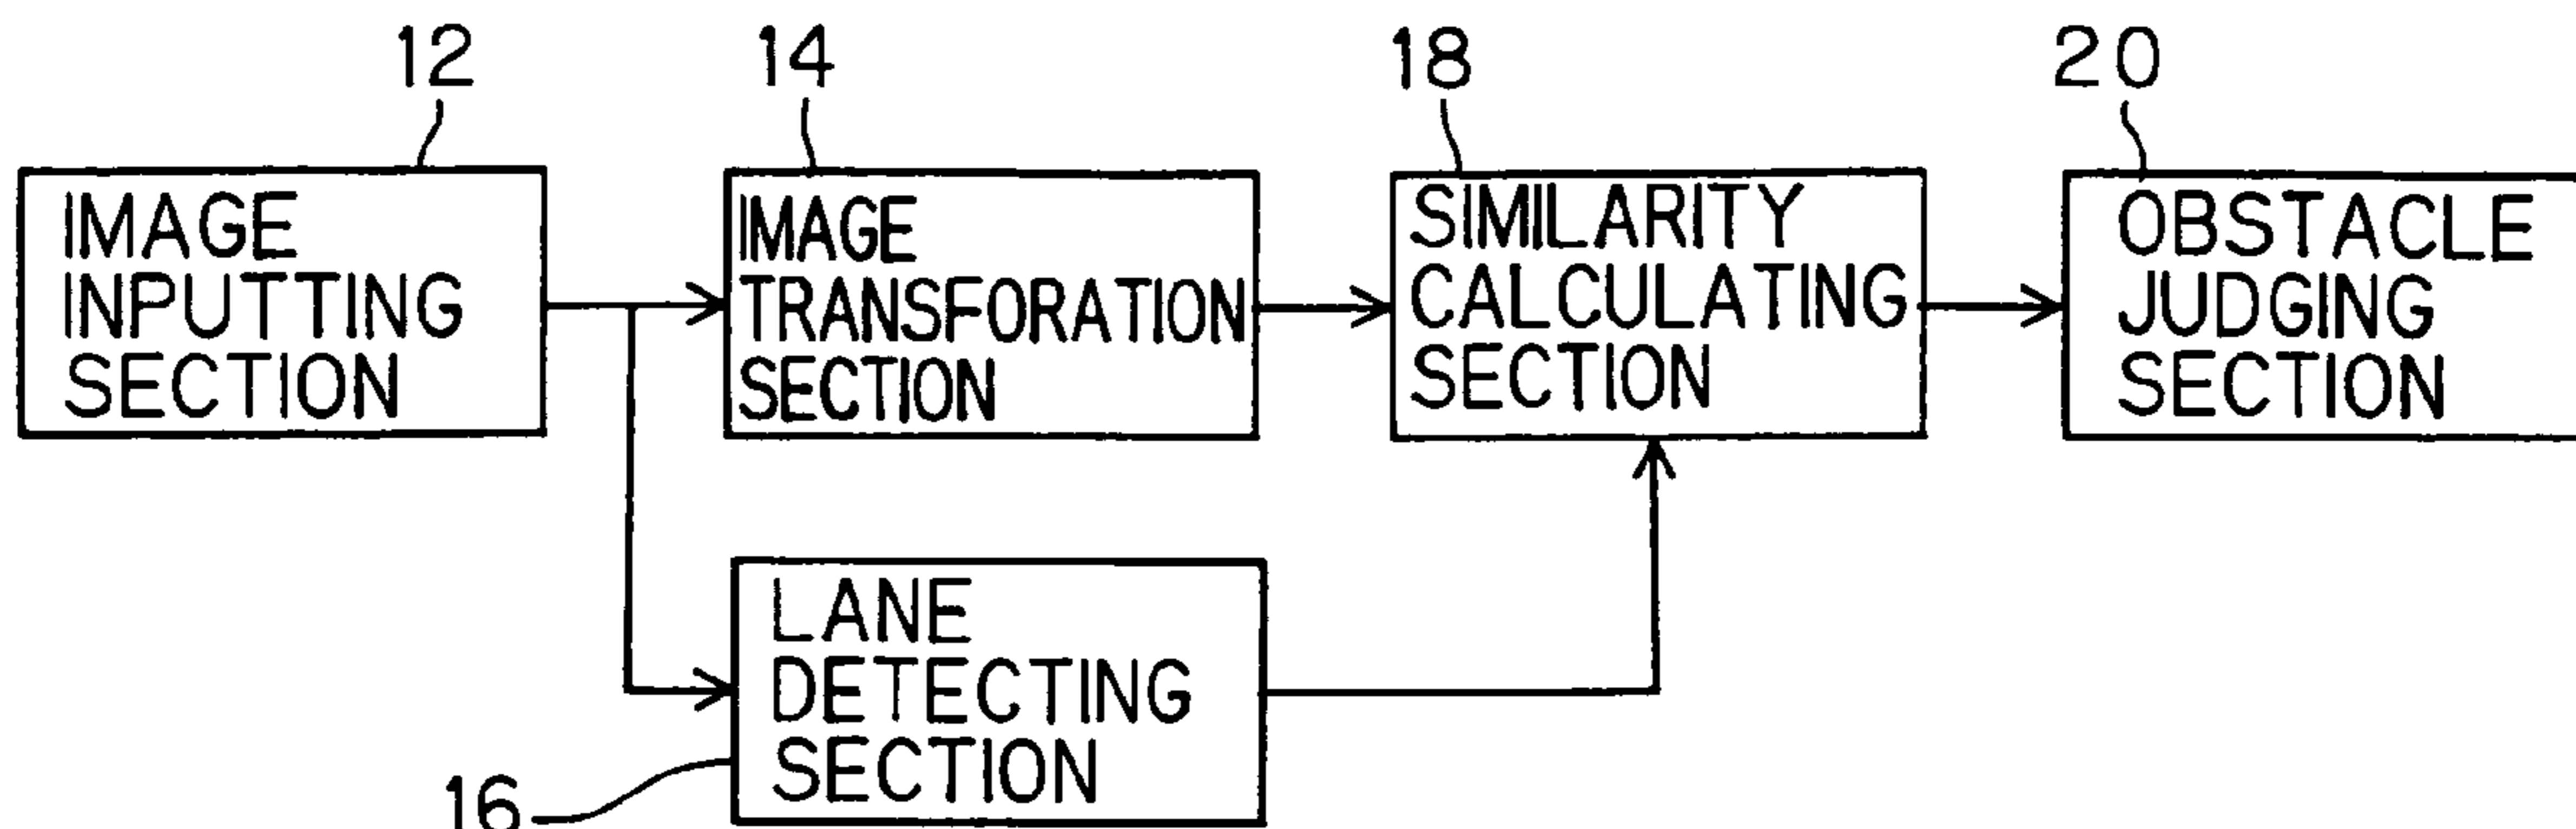 12
14
18
20
IMAGE
INPUTTING
SECTION
IMAGE
TRANSFORATION
SECTION
SIMILARITY
CALCULATING
SECTION
OBSTACLE
JUDGING
SECTION
LANE
DETECTING
SECTION
16